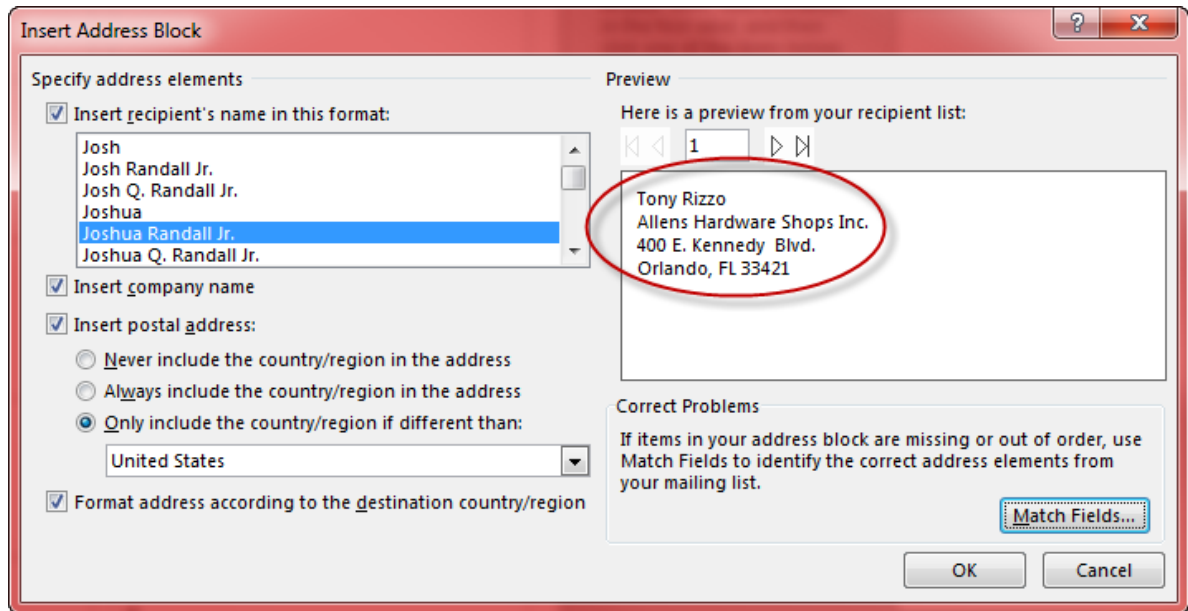 Insert Address Block
Specify address elements
Insert recipient's name in this format:
Josh
Josh Randall Jr.
Josh Q. Randall Jr.
Joshua
Joshua Randall Jr.
Joshua Q. Randall Jr.
Insert company name
Insert postal address:
Never include the country/region in the address
Always include the country/region in the address
Only include the country/region if different than:
United States
Format address according to the destination country/region
Preview
Here is a preview from your recipient list:
1
Tony Rizzo
Allens Hardware Shops Inc.
400 E. Kennedy  Blvd.
Orlando, FL 33421
Correct Problems
If items in your address block are missing or out of order, use
Match Fields to identify the correct address elements from
your mailing list.
Match Fields...
OK
Cancel